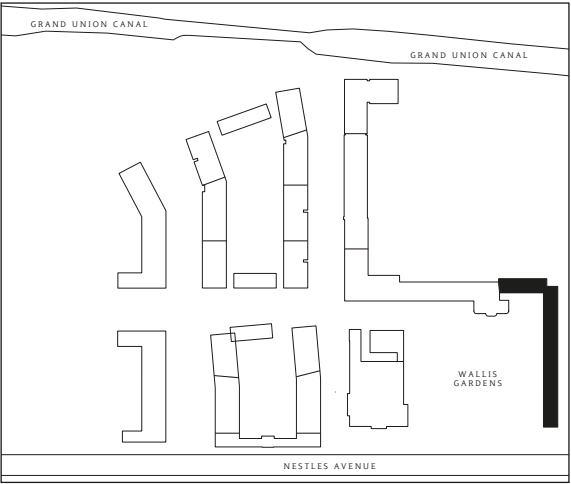 GRAND UNION CANAL
GRAND UNION CANAL
WALLIS
GARDENS
NESTLES AVENUE